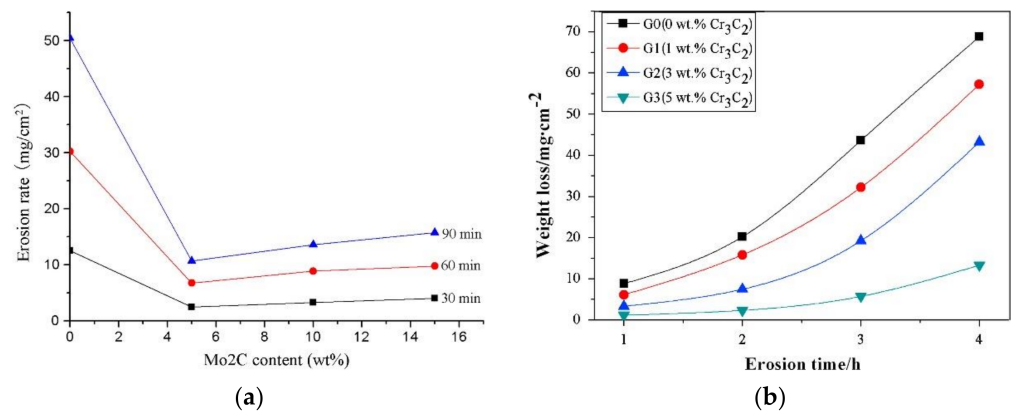 50
40
30
20
10
0
0 2 4 6 8 10 12 14 16
Erosion rate (mg/cm²)
Mo2C content (wt%)
90 min
60 min
30 min
(a)
G0(0 wt.% Cr₃C₂)
G1(1 wt.% Cr₃C₂)
G2(3 wt.% Cr₃C₂)
G3(5 wt.% Cr₃C₂)
70
60
50
40
30
20
10
0
1 2 3 4
Weight loss/mg·cm⁻²
Erosion time/h
(b)